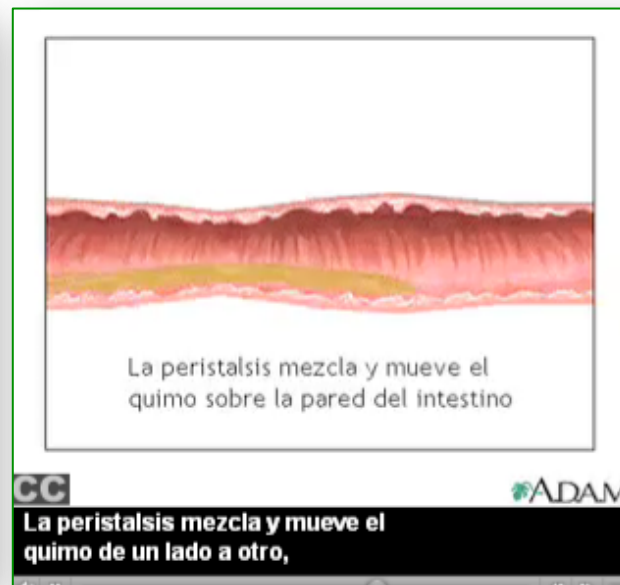 La peristalsis mezcla y mueve el
quimo sobre la pared del intestino
CC
ADAM
La peristalsis mezcla y mueve el
quimo de un lado a otro,